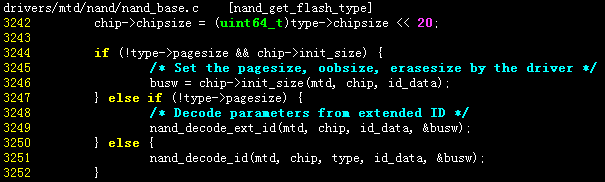 drivers/mtd/nand/nand_base.c    [nand_get_flash_type]
3242         chip->chipsize = (uint64_t)type->chipsize << 20;
3243
3244         if (!type->pagesize && chip->init_size) {
3245                 /* Set the pagesize, oobsize, erasesize by the driver */
3246                 busw = chip->init_size(mtd, chip, id_data);
3247         } else if (!type->pagesize) {
3248                 /* Decode parameters from extended ID */
3249                 nand_decode_ext_id(mtd, chip, id_data, &busw);
3250         } else {
3251                 nand_decode_id(mtd, chip, type, id_data, &busw);
3252         }